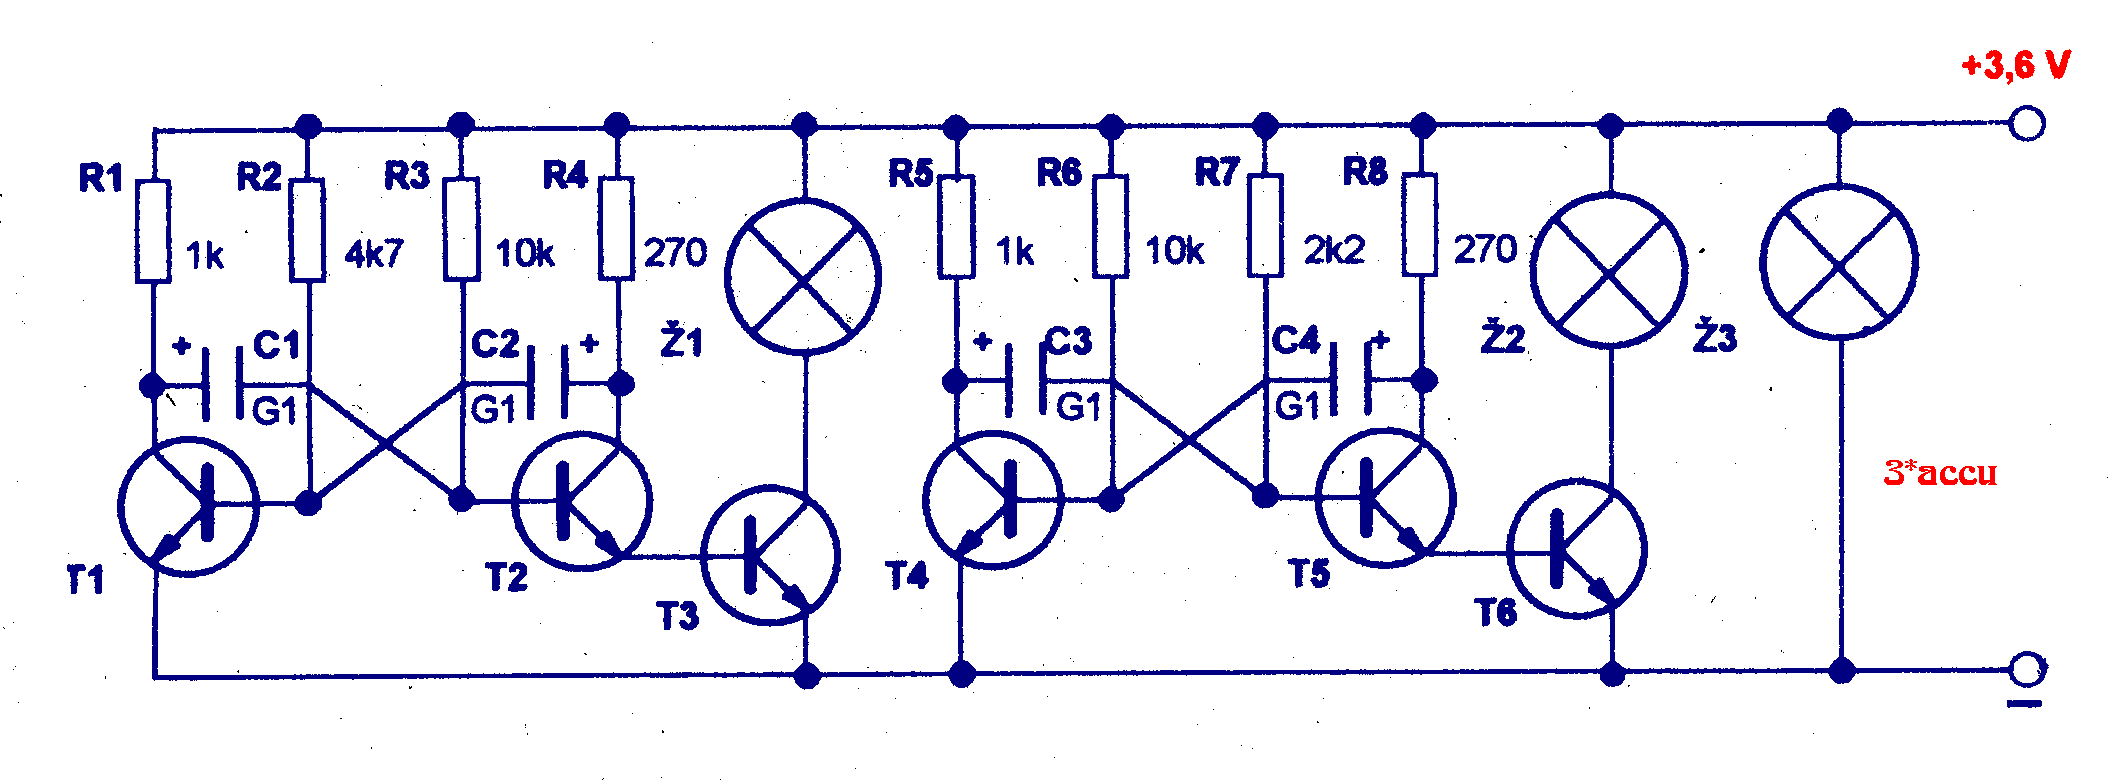 +3,6 V
R1 R2 R3 R4 R5 R6 R7 R8
1k 4k7 10k 270 1k 10k 2k2 270
+ C1 C2 + Ž1 + C3 C4 + Ž2 Ž3
G1 G1 G1 G1
3*accu
T1 T2 T3 T4 T5 T6
−